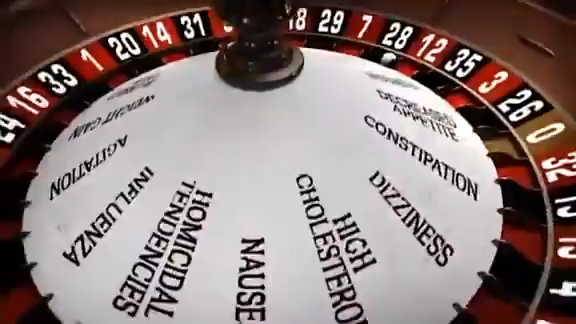 24 16 33 1 20 14 31
18 29 7 28 12 35 3 26 0 32 15
WEIGHT GAIN
AGITATION
INFLUENZA
HOMICIDAL
TENDENCIES
NAUSE
HIGH
CHOLESTERO
DIZZINESS
CONSTIPATION
DECREASED
APPETITE